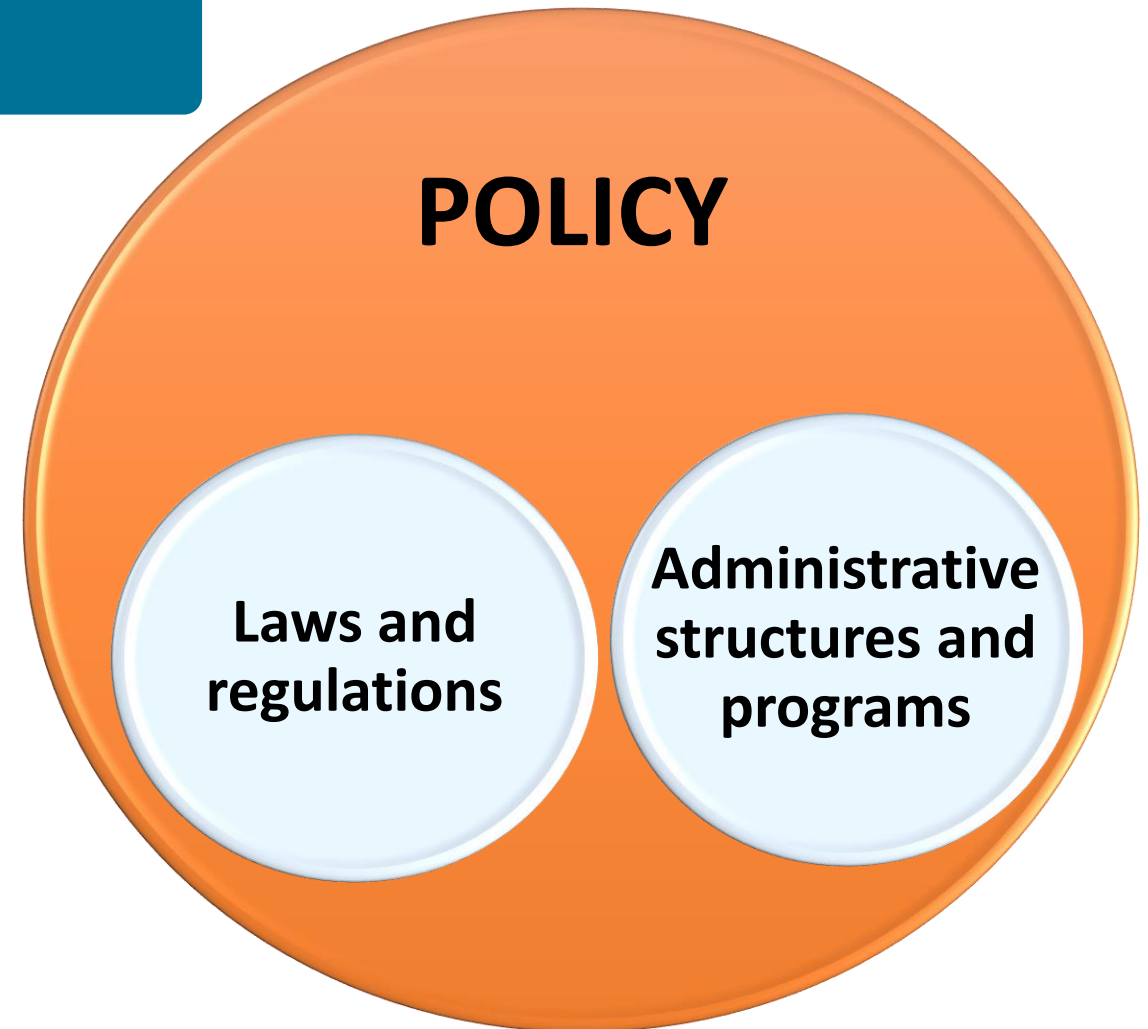 POLICY
Laws and
regulations
Administrative
structures and
programs